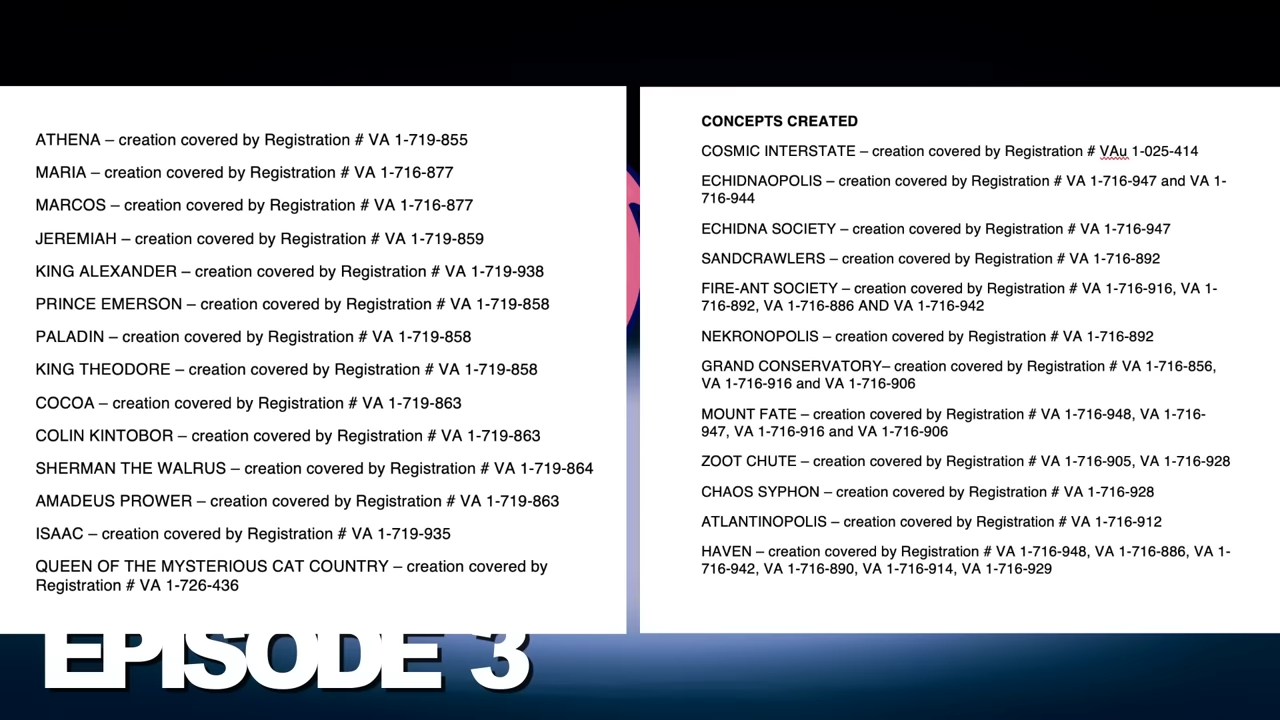 ATHENA – creation covered by Registration # VA 1-719-855
MARIA – creation covered by Registration # VA 1-716-877
MARCOS – creation covered by Registration # VA 1-716-877
JEREMIAH – creation covered by Registration # VA 1-719-859
KING ALEXANDER – creation covered by Registration # VA 1-719-938
PRINCE EMERSON – creation covered by Registration # VA 1-719-858
PALADIN – creation covered by Registration # VA 1-719-858
KING THEODORE – creation covered by Registration # VA 1-719-858
COCOA – creation covered by Registration # VA 1-719-863
COLIN KINTOBOR – creation covered by Registration # VA 1-719-863
SHERMAN THE WALRUS – creation covered by Registration # VA 1-719-864
AMADEUS PROWER – creation covered by Registration # VA 1-719-863
ISAAC – creation covered by Registration # VA 1-719-935
QUEEN OF THE MYSTERIOUS CAT COUNTRY – creation covered by
Registration # VA 1-726-436
CONCEPTS CREATED
COSMIC INTERSTATE – creation covered by Registration # VAu 1-025-414
ECHIDNAOPOLIS – creation covered by Registration # VA 1-716-947 and VA 1-
716-944
ECHIDNA SOCIETY – creation covered by Registration # VA 1-716-947
SANDCRAWLERS – creation covered by Registration # VA 1-716-892
FIRE-ANT SOCIETY – creation covered by Registration # VA 1-716-916, VA 1-
716-892, VA 1-716-886 AND VA 1-716-942
NEKRONOPOLIS – creation covered by Registration # VA 1-716-892
GRAND CONSERVATORY– creation covered by Registration # VA 1-716-856,
VA 1-716-916 and VA 1-716-906
MOUNT FATE – creation covered by Registration # VA 1-716-948, VA 1-716-
947, VA 1-716-916 and VA 1-716-906
ZOOT CHUTE – creation covered by Registration # VA 1-716-905, VA 1-716-928
CHAOS SYPHON – creation covered by Registration # VA 1-716-928
ATLANTINOPOLIS – creation covered by Registration # VA 1-716-912
HAVEN – creation covered by Registration # VA 1-716-948, VA 1-716-886, VA 1-
716-942, VA 1-716-890, VA 1-716-914, VA 1-716-929
EPISODE 3